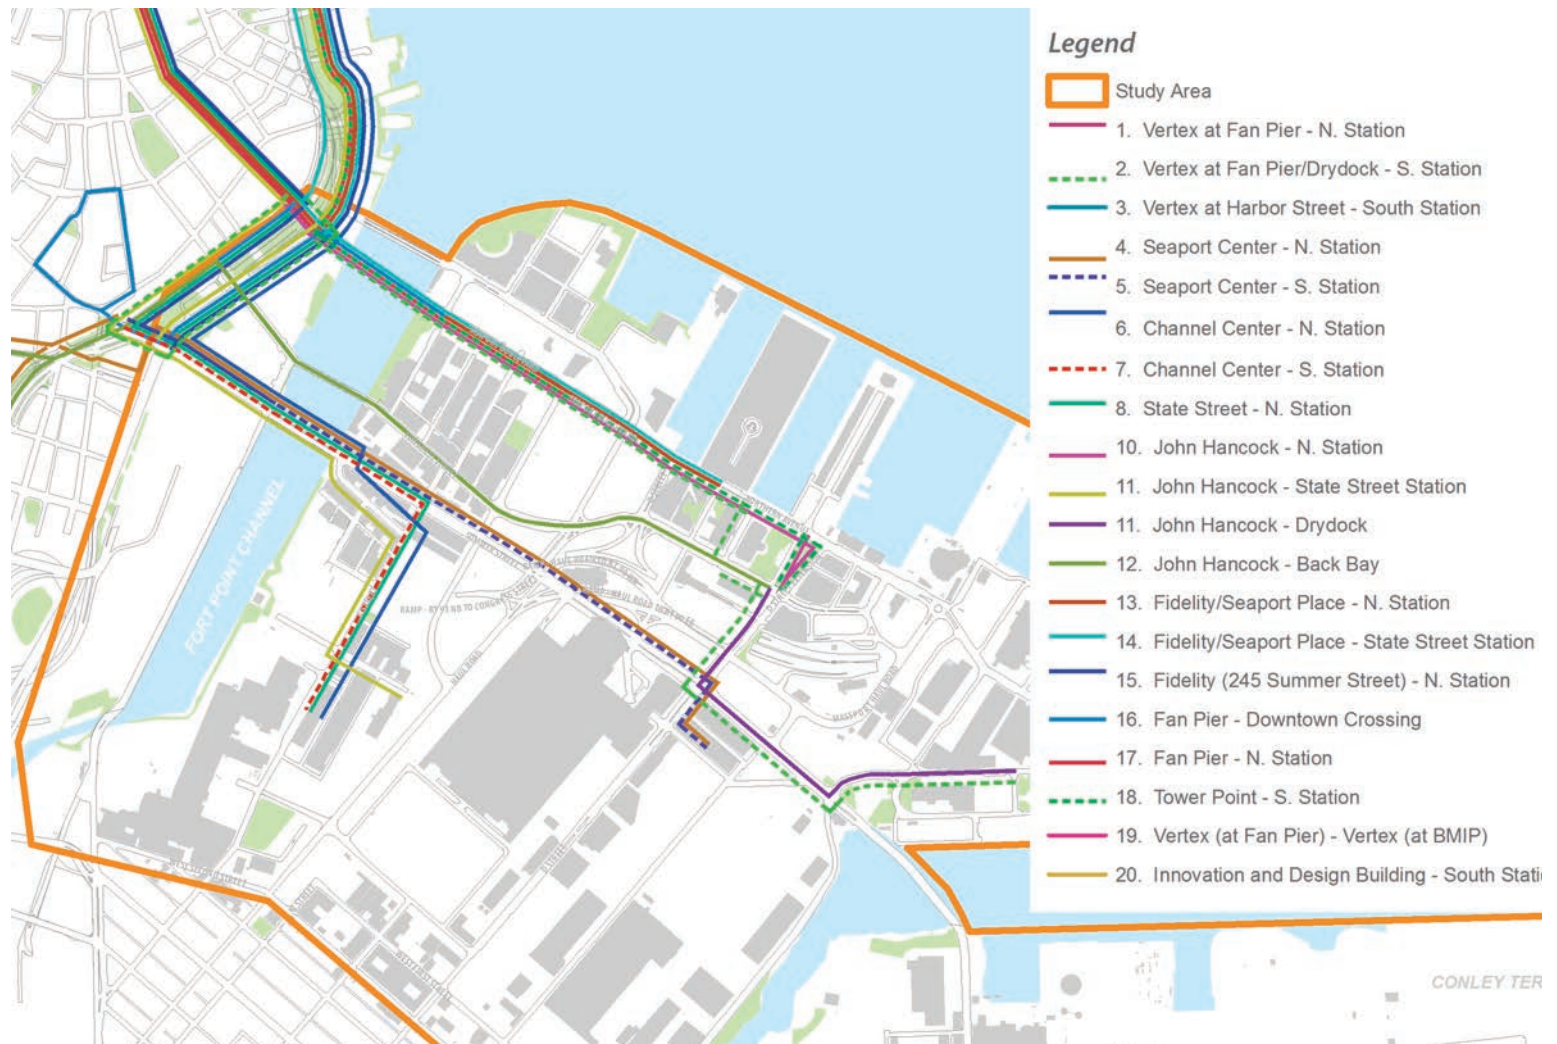 Legend
Study Area
1. Vertex at Fan Pier - N. Station
2. Vertex at Fan Pier/Drydock - S. Station
3. Vertex at Harbor Street - South Station
4. Seaport Center - N. Station
5. Seaport Center - S. Station
6. Channel Center - N. Station
7. Channel Center - S. Station
8. State Street - N. Station
10. John Hancock - N. Station
11. John Hancock - State Street Station
11. John Hancock - Drydock
12. John Hancock - Back Bay
13. Fidelity/Seaport Place - N. Station
14. Fidelity/Seaport Place - State Street Station
15. Fidelity (245 Summer Street) - N. Station
16. Fan Pier - Downtown Crossing
17. Fan Pier - N. Station
18. Tower Point - S. Station
19. Vertex (at Fan Pier) - Vertex (at BMIP)
20. Innovation and Design Building - South Stati
FORT POINT CHANNEL
HAUL ROAD
CONLEY TER